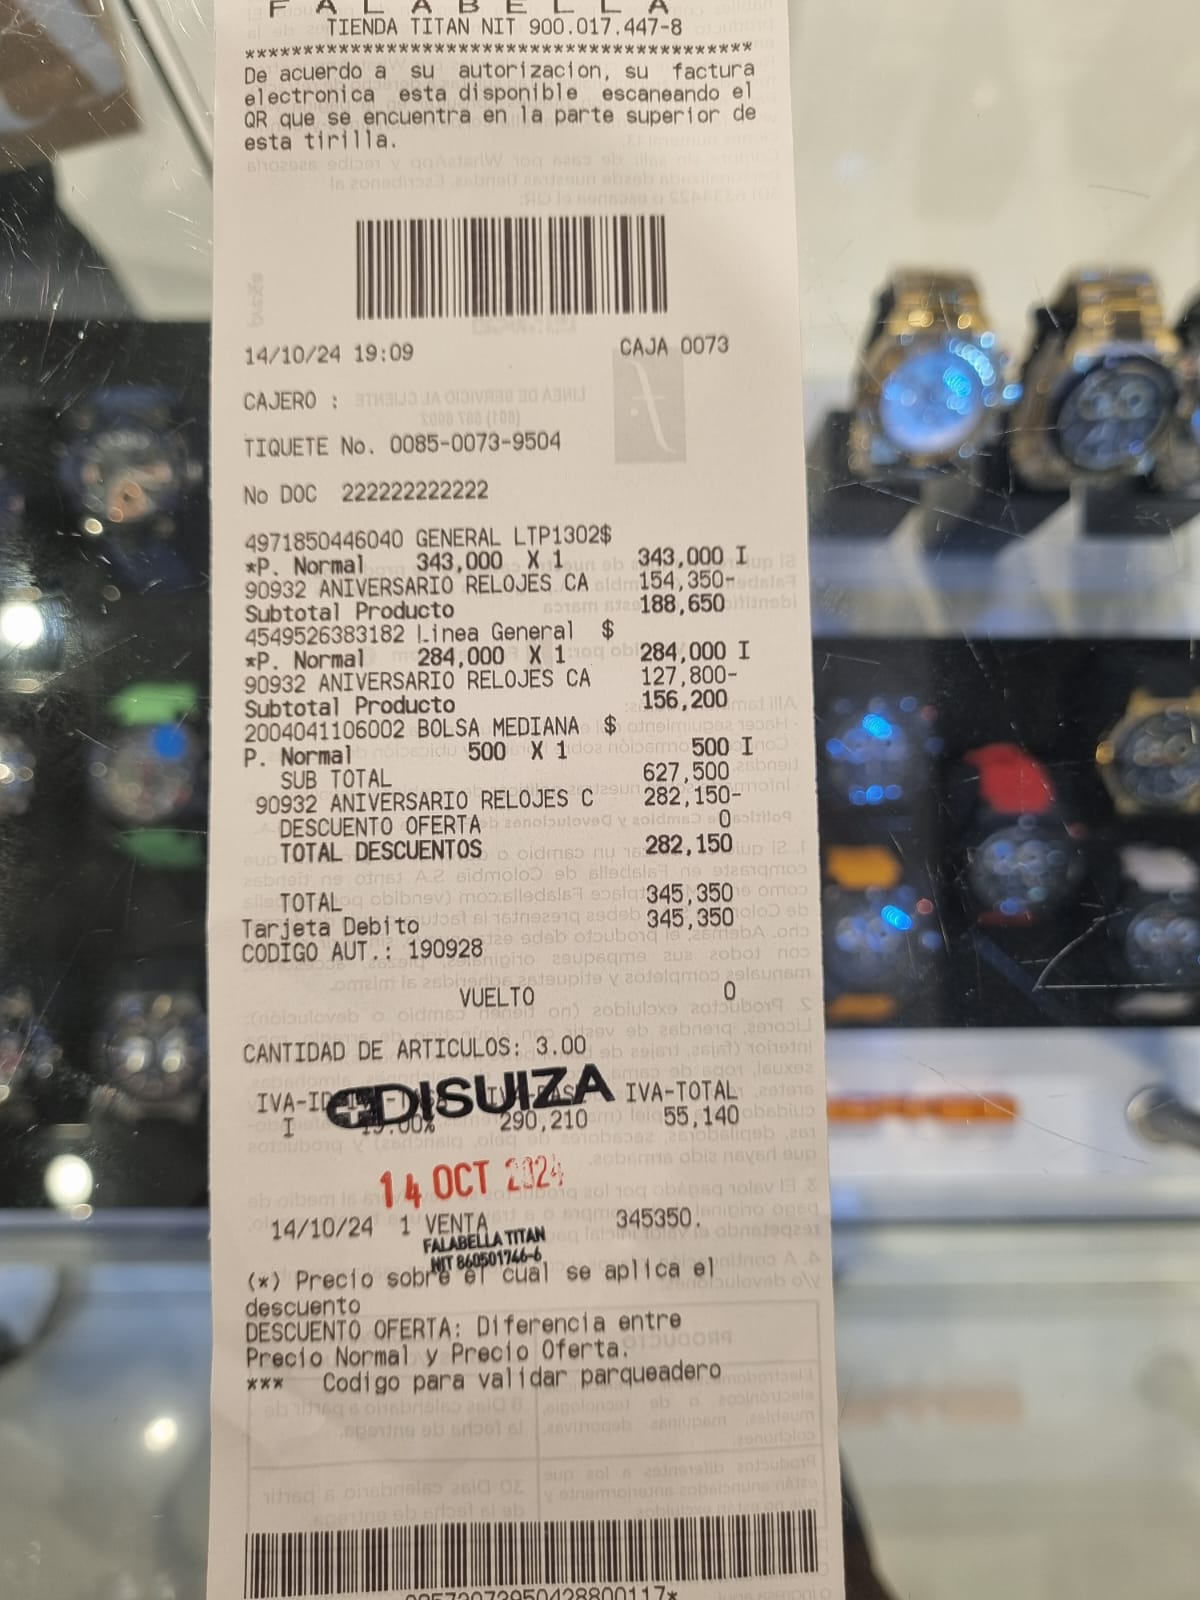 FALABELLA
TIENDA TITAN NIT 900.017.447-8
*******************************************
De acuerdo a su autorizacion, su factura
electronica esta disponible escaneando el
QR que se encuentra en la parte superior de
esta tirilla.
14/10/24 19:09 CAJA 0073
CAJERO :
TIQUETE No. 0085-0073-9504
No DOC 222222222222
4971850446040 GENERAL LTP1302$
*P. Normal 343,000 X 1 343,000 I
90932 ANIVERSARIO RELOJES CA 154,350-
Subtotal Producto 188,650
4549526383182 Linea General $
*P. Normal 284,000 X 1 284,000 I
90932 ANIVERSARIO RELOJES CA 127,800-
Subtotal Producto 156,200
2004041106002 BOLSA MEDIANA $
P. Normal 500 X 1 500 I
SUB TOTAL 627,500
90932 ANIVERSARIO RELOJES C 282,150-
DESCUENTO OFERTA 0
TOTAL DESCUENTOS 282,150
TOTAL 345,350
Tarjeta Debito 345,350
CODIGO AUT.: 190928
VUELTO 0
CANTIDAD DE ARTICULOS: 3.00
DISUIZA
IVA-TOTAL
I 19.00% 290,210 55,140
14 OCT 2024
14/10/24 1 VENTA 345350.
FALABELLA TITAN
NIT 860501746-6
(*) Precio sobre el cual se aplica el
descuento
DESCUENTO OFERTA: Diferencia entre
Precio Normal y Precio Oferta.
*** Codigo para validar parqueadero